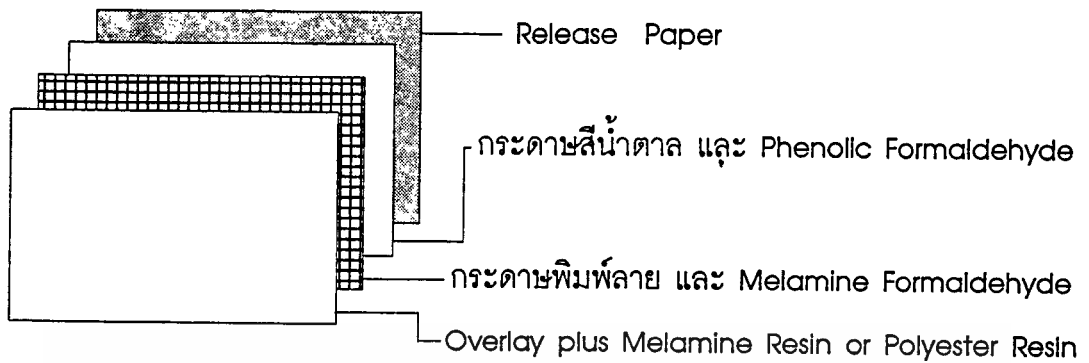 Release Paper
กระดาษสีน้ำตาล และ Phenolic Formaldehyde
กระดาษพิมพ์ลาย และ Melamine Formaldehyde
Overlay plus Melamine Resin or Polyester Resin